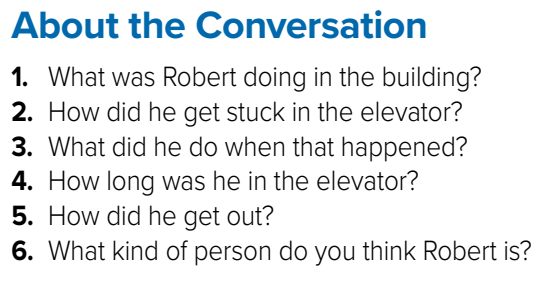 About the Conversation
1. What was Robert doing in the building?
2. How did he get stuck in the elevator?
3. What did he do when that happened?
4. How long was he in the elevator?
5. How did he get out?
6. What kind of person do you think Robert is?